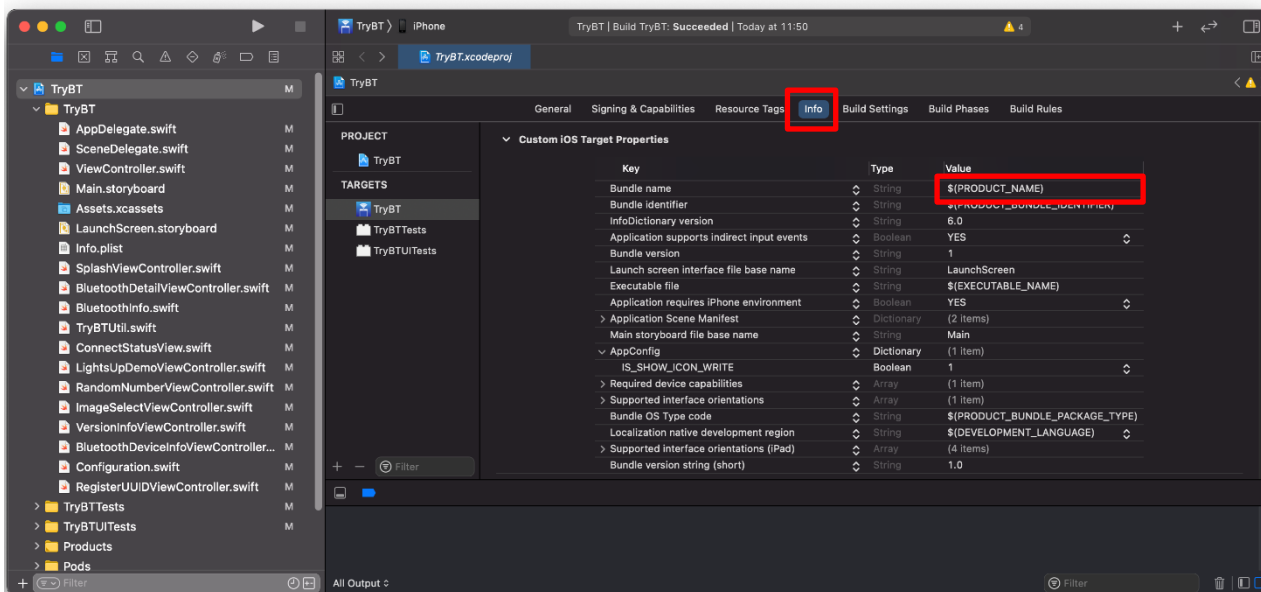 TryBT 〉 iPhone
TryBT | Build TryBT: Succeeded | Today at 11:50
4
TryBT.xcodeproj
TryBT M
TryBT
TryBT
General Signing & Capabilities Resource Tags Info Build Settings Build Phases Build Rules
AppDelegate.swift M
SceneDelegate.swift M
ViewController.swift M
Main.storyboard M
Assets.xcassets M
LaunchScreen.storyboard M
Info.plist M
SplashViewController.swift M
BluetoothDetailViewController.swift M
BluetoothInfo.swift M
TryBTUtil.swift M
ConnectStatusView.swift M
LightsUpDemoViewController.swift M
RandomNumberViewController.swift M
ImageSelectViewController.swift M
VersionInfoViewController.swift M
BluetoothDeviceInfoViewController... M
Configuration.swift M
RegisterUUIDViewController.swift M
TryBTTests M
TryBTUITests M
Products
Pods
Filter
PROJECT
TryBT
TARGETS
TryBT
TryBTTests
TryBTUITests
Filter
Custom iOS Target Properties
Key Type Value
Bundle name String $(PRODUCT_NAME)
Bundle identifier String $(PRODUCT_BUNDLE_IDENTIFIER)
InfoDictionary version String 6.0
Application supports indirect input events Boolean YES
Bundle version String 1
Launch screen interface file base name String LaunchScreen
Executable file String $(EXECUTABLE_NAME)
Application requires iPhone environment Boolean YES
Application Scene Manifest Dictionary (2 items)
Main storyboard file base name String Main
AppConfig Dictionary (1 item)
IS_SHOW_ICON_WRITE Boolean 1
Required device capabilities Array (1 item)
Supported interface orientations Array (1 item)
Bundle OS Type code String $(PRODUCT_BUNDLE_PACKAGE_TYPE)
Localization native development region String $(DEVELOPMENT_LANGUAGE)
Supported interface orientations (iPad) Array (4 items)
Bundle version string (short) String 1.0
All Output
Filter